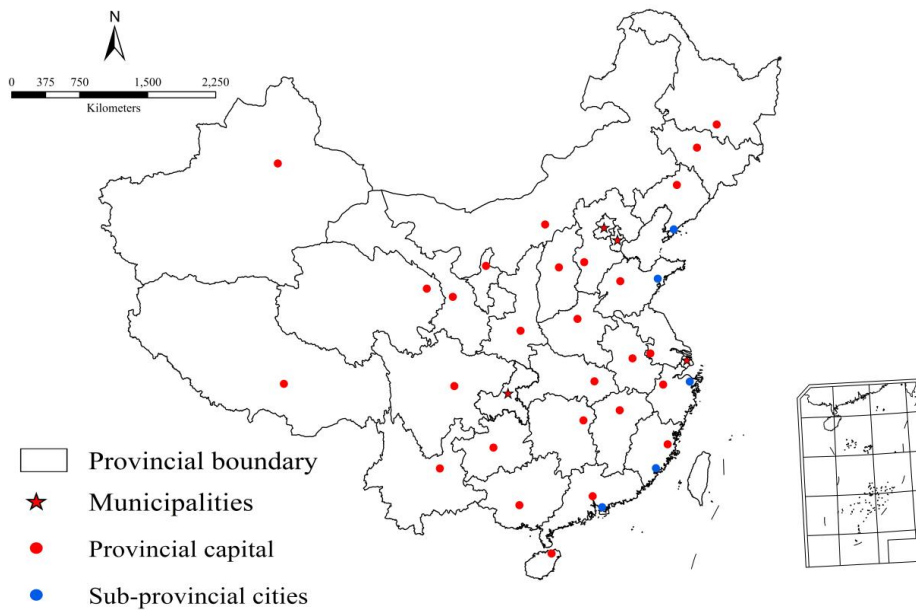 N
0 375 750 1,500 2,250
Kilometers
Provincial boundary
Municipalities
Provincial capital
Sub-provincial cities